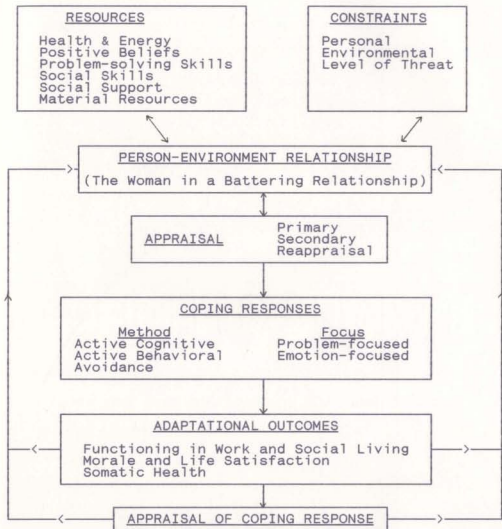 RESOURCES
Health & Energy
Positive Beliefs
Problem-solving Skills
Social Skills
Social Support
Material Resources
CONSTRAINTS
Personal
Environmental
Level of Threat
PERSON-ENVIRONMENT RELATIONSHIP
(The Woman in a Battering Relationship)
APPRAISAL
Primary
Secondary
Reappraisal
COPING RESPONSES
Method
Active Cognitive
Active Behavioral
Avoidance
Focus
Problem-focused
Emotion-focused
ADAPTATIONAL OUTCOMES
Functioning in Work and Social Living
Morale and Life Satisfaction
Somatic Health
APPRAISAL OF COPING RESPONSE